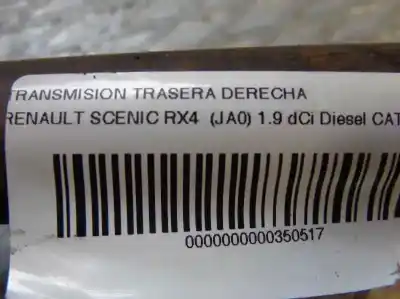 TRANSMISION TRASERA DERECHA
RENAULT SCENIC RX4 (JA0) 1.9 dCi Diesel CAT
0000000000350517